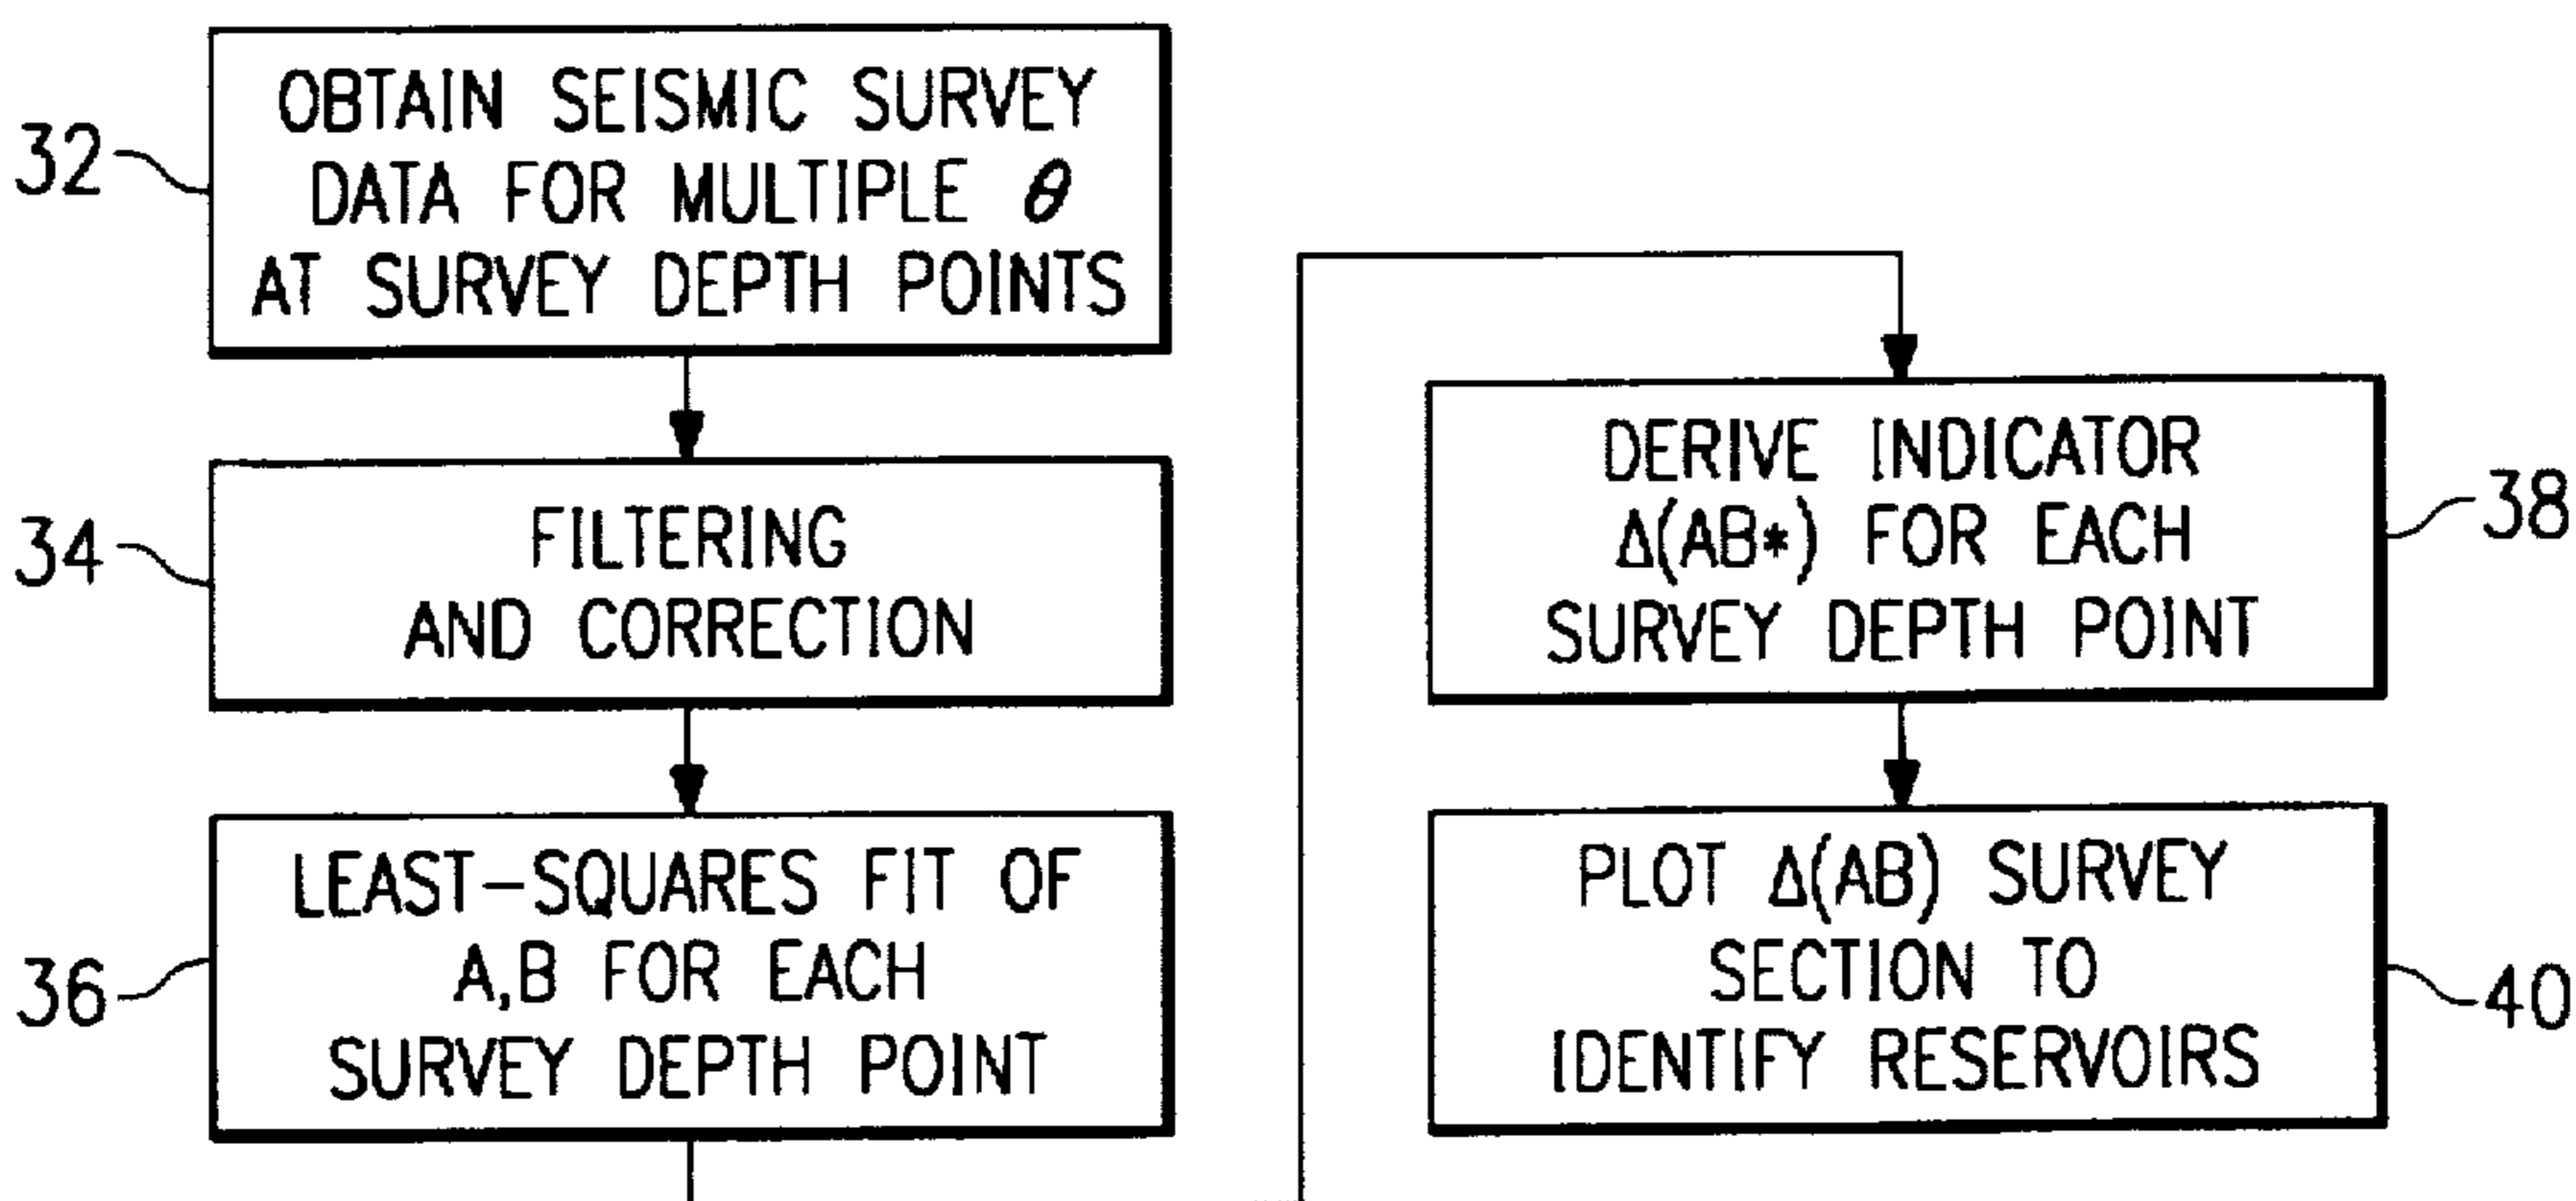 32
OBTAIN SEISMIC SURVEY
DATA FOR MULTIPLE θ
AT SURVEY DEPTH POINTS
34
FILTERING
AND CORRECTION
36
LEAST-SQUARES FIT OF
A,B FOR EACH
SURVEY DEPTH POINT
DERIVE INDICATOR
Δ(AB*) FOR EACH
SURVEY DEPTH POINT
38
PLOT Δ(AB) SURVEY
SECTION TO
IDENTIFY RESERVOIRS
40